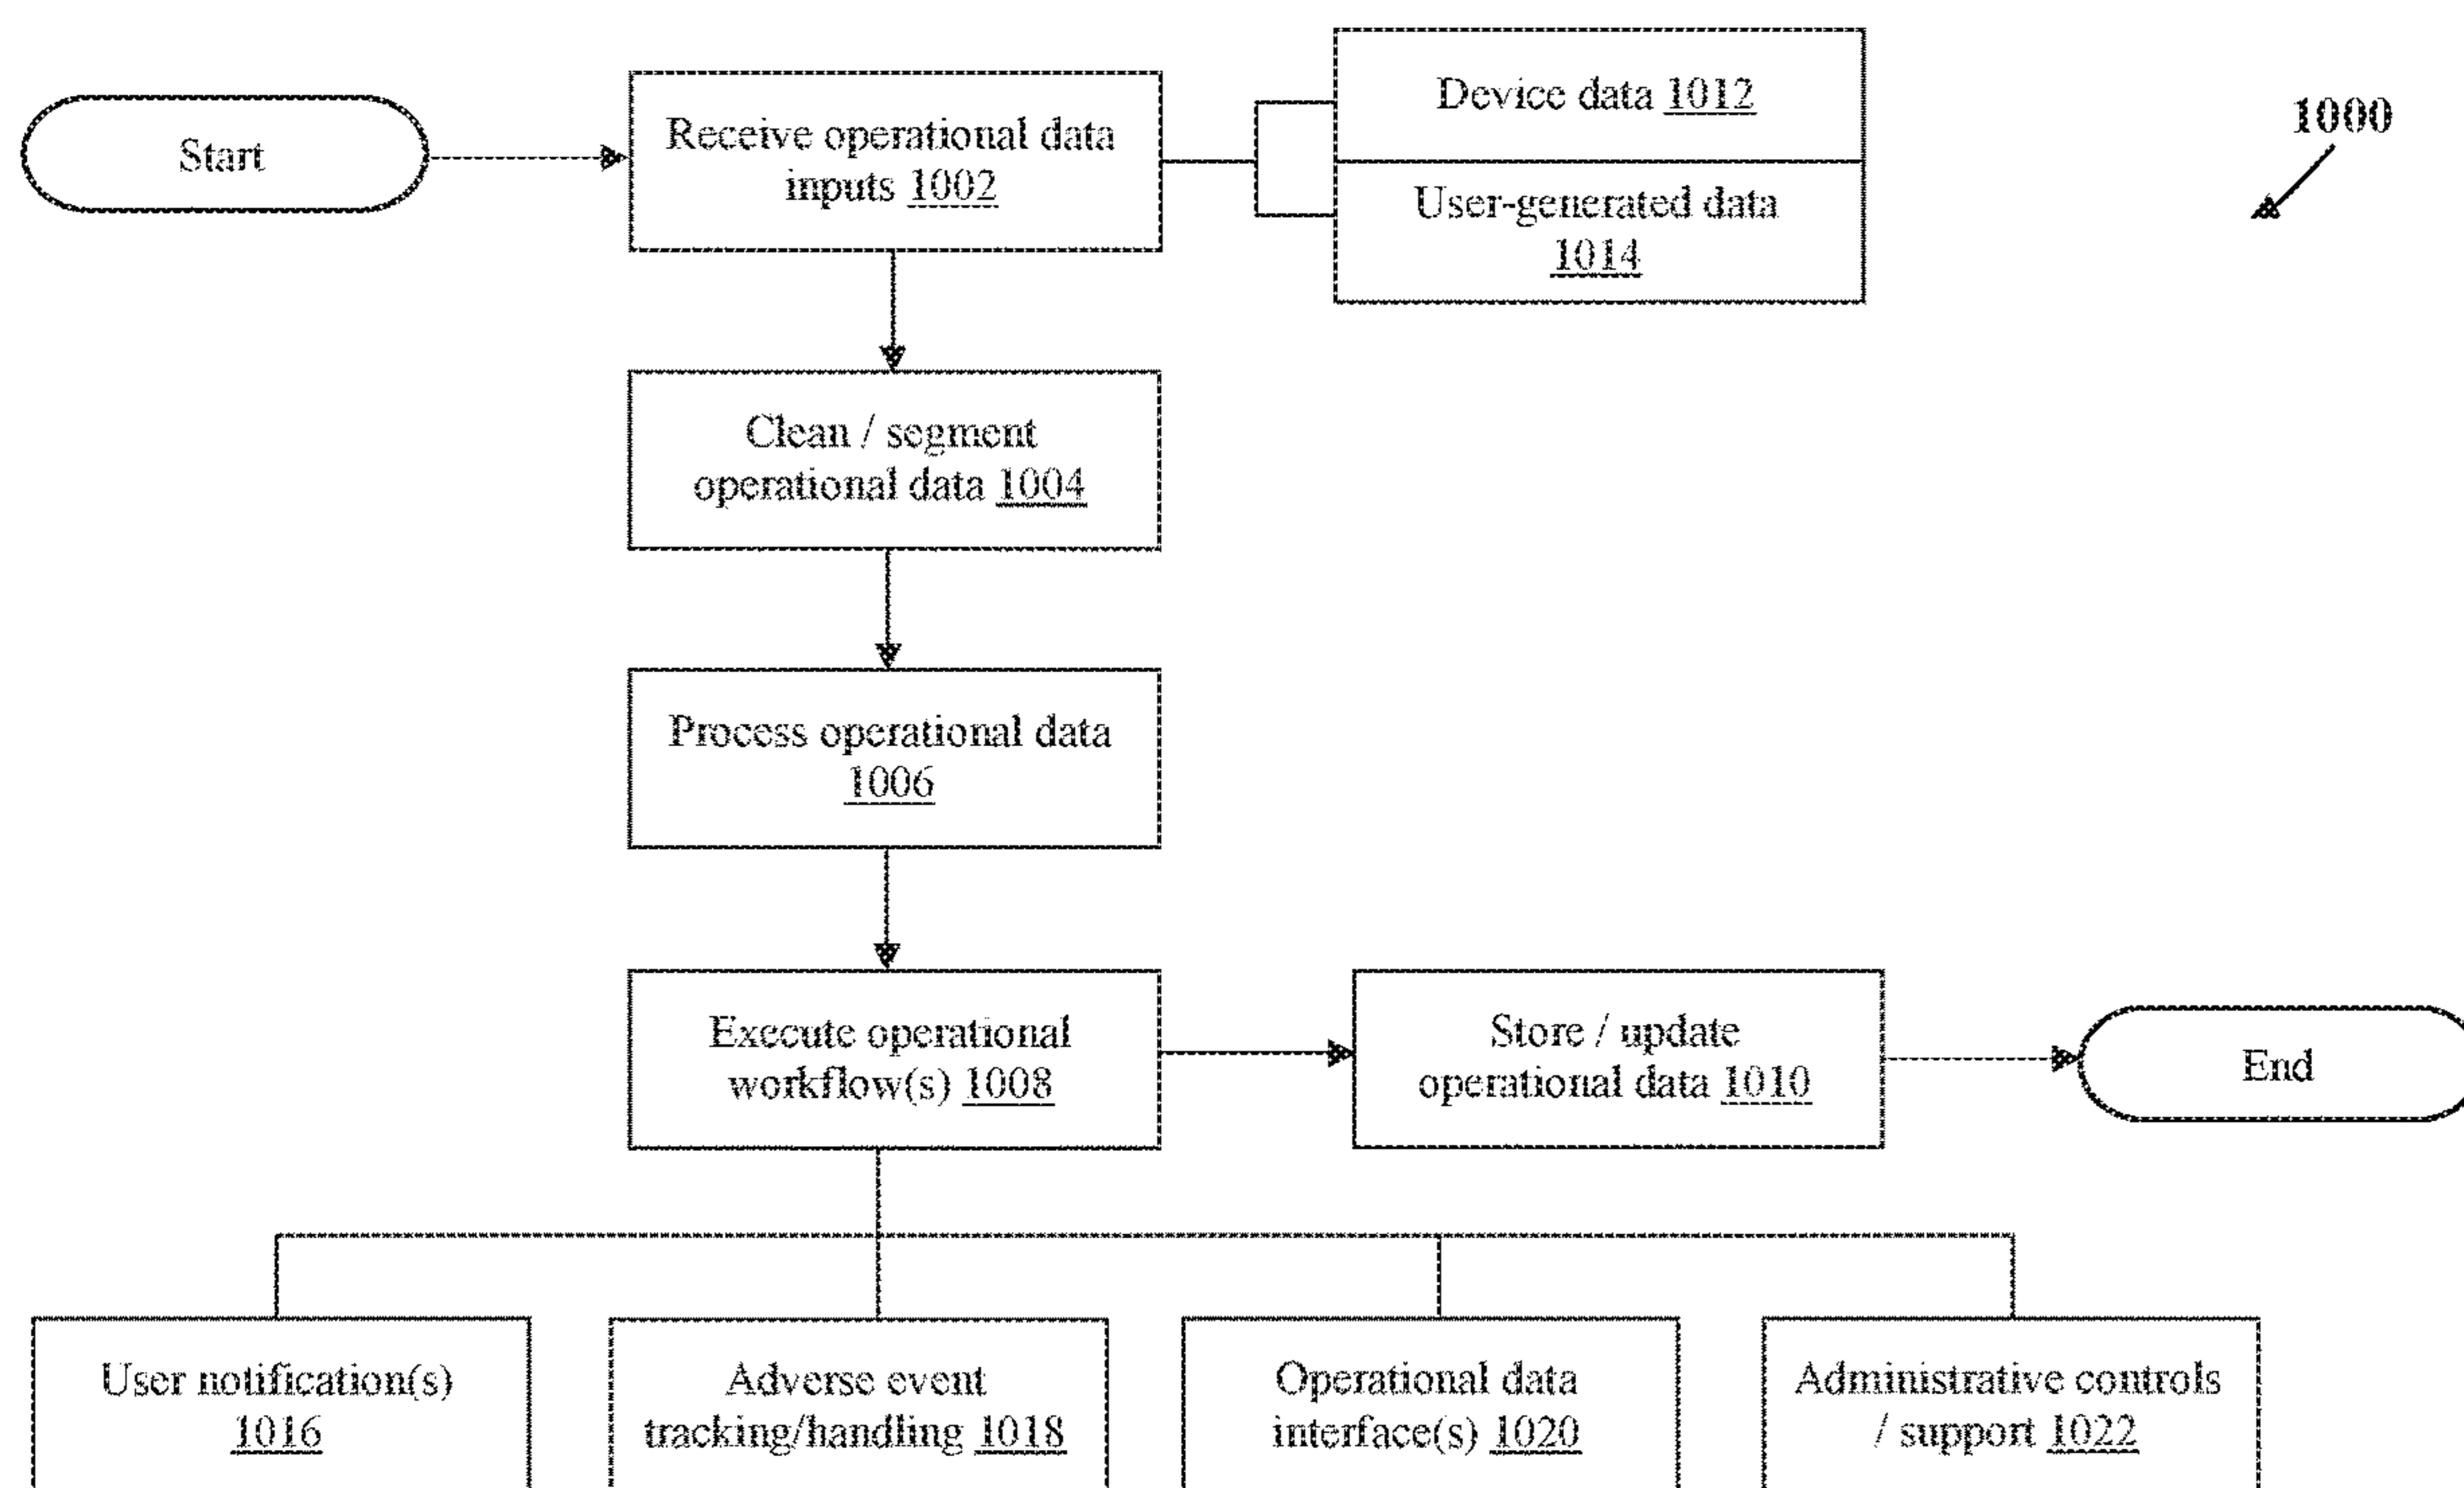 Start
Receive operational data
inputs 1002
Device data 1012
User-generated data
1014
1000
Clean / segment
operational data 1004
Process operational data
1006
Execute operational
workflow(s) 1008
Store / update
operational data 1010
End
User notification(s)
1016
Adverse event
tracking/handling 1018
Operational data
interface(s) 1020
Administrative controls
/ support 1022